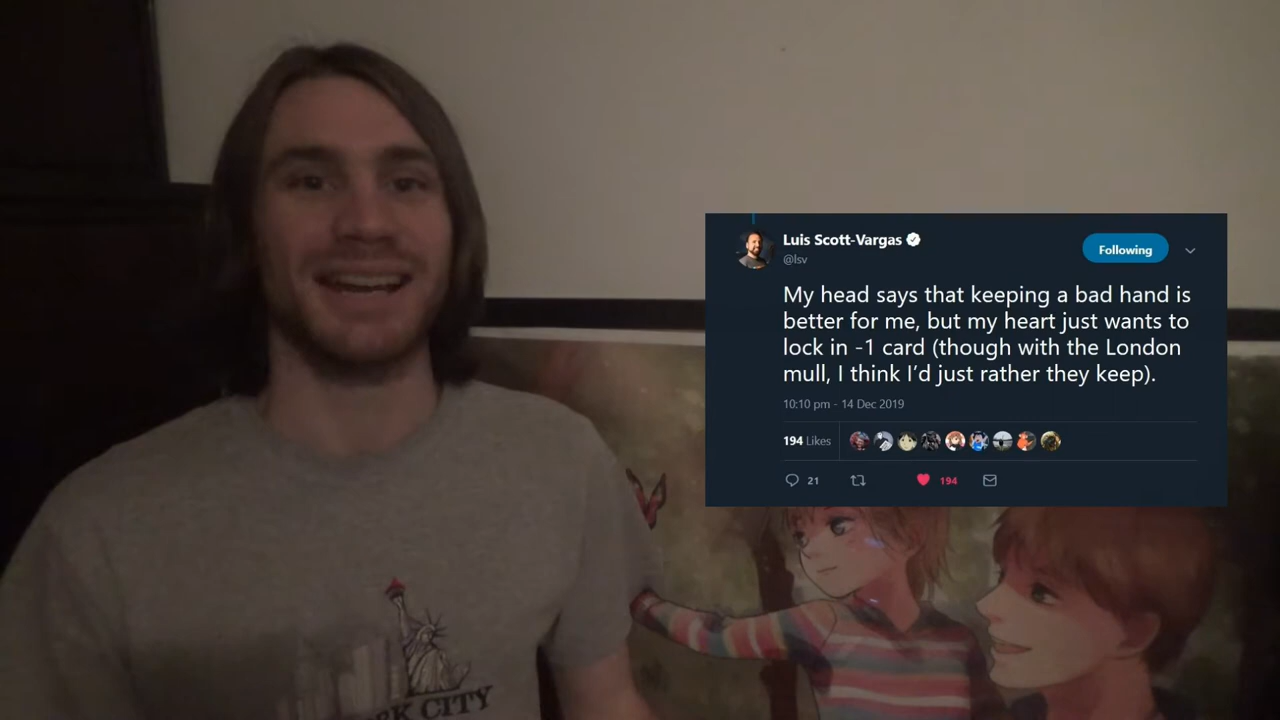 Luis Scott-Vargas
@lsv
Following
My head says that keeping a bad hand is
better for me, but my heart just wants to
lock in -1 card (though with the London
mull, I think I’d just rather they keep).
10:10 pm - 14 Dec 2019
194 Likes
21
194
RK CITY